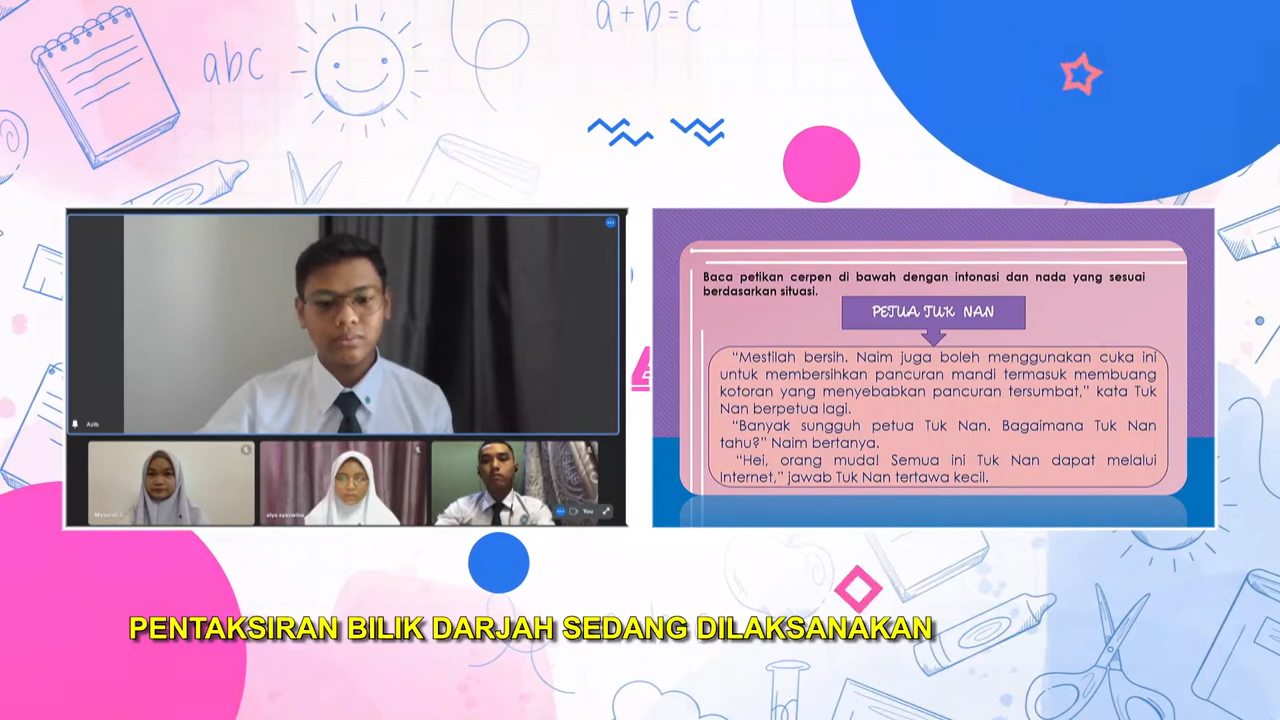 abc
a+b=c
Baca petikan cerpen di bawah dengan intonasi dan nada yang sesuai
berdasarkan situasi.
PETUA TUK NAN
"Mestilah bersih. Naim juga boleh menggunakan cuka ini
untuk membersihkan pancuran mandi termasuk membuang
kotoran yang menyebabkan pancuran tersumbat," kata Tuk
Nan berpetua lagi.
"Banyak sungguh petua Tuk Nan. Bagaimana Tuk Nan
tahu?" Naim bertanya.
"Hei, orang muda! Semua ini Tuk Nan dapat melalui
Internet," jawab Tuk Nan tertawa kecil.
You
PENTAKSIRAN BILIK DARJAH SEDANG DILAKSANAKAN